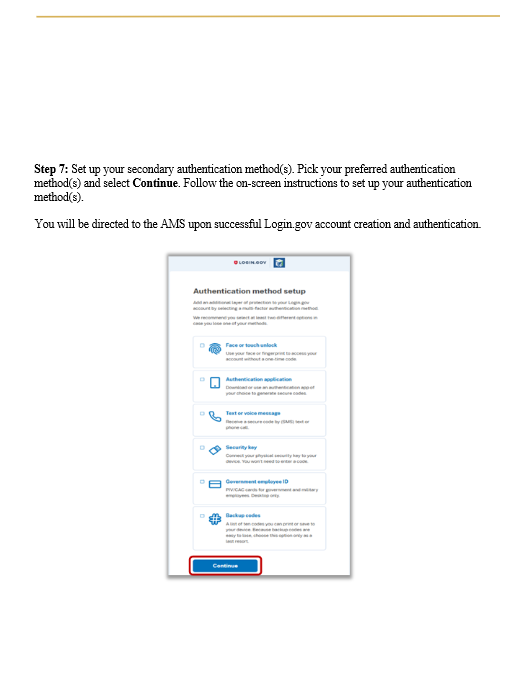 Step 7: Set up your secondary authentication method(s). Pick your preferred authentication
method(s) and select Continue. Follow the on-screen instructions to set up your authentication
method(s).
You will be directed to the AMS upon successful Login.gov account creation and authentication.
LOGIN.GOV
Authentication method setup
Add an additional layer of protection to your Login.gov
account by selecting a multi-factor authentication method.
We recommend you select at least two different options in
case you lose one of your methods.
Face or touch unlock
Use your face or fingerprint to access your
account without a one-time code.
Authentication application
Download or use an authentication app of
your choice to generate secure codes.
Text or voice message
Receive a secure code by (SMS) text or
phone call.
Security key
Connect your physical security key to your
device. You won't need to enter a code.
Government employee ID
PIV/CAC cards for government and military
employees. Desktop only.
Backup codes
A list of ten codes you can print or save to
your device. Because backup codes are
easy to lose, choose this option only as a
last resort.
Continue